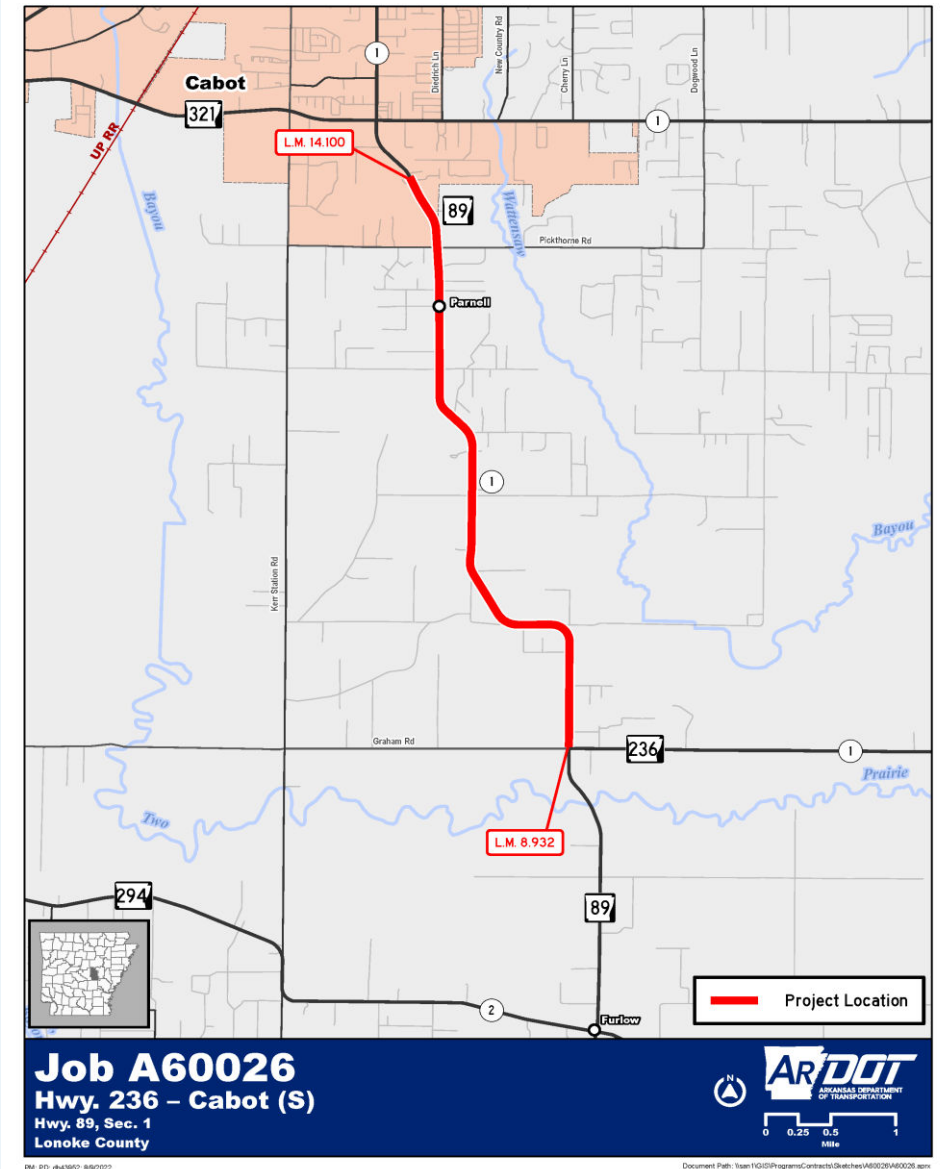 1
Diedrich Ln
New Country Rd
Cherry Ln
Dogwood Ln
Cabot
321
1
UP RR
L.M. 14.100
Bayou
89
Wattensaw
Pickthorne Rd
Parnell
1
Bayou
Kerr Station Rd
Graham Rd
236
1
Prairie
Two
L.M. 8.932
294
89
2
Furlow
Project Location
Job A60026
Hwy. 236 – Cabot (S)
Hwy. 89, Sec. 1
Lonoke County
N
ARDOT
ARKANSAS DEPARTMENT
OF TRANSPORTATION
0 0.25 0.5 1
Mile